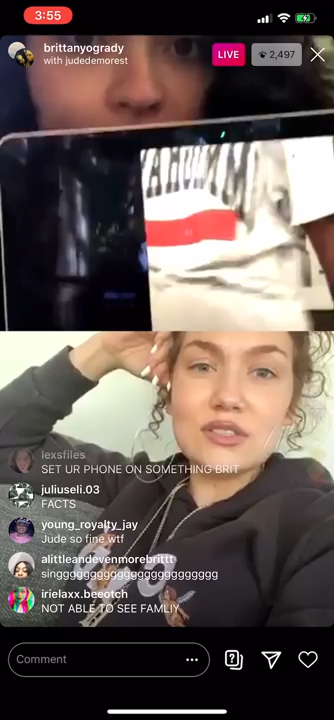 3:55
brittanyogrady
with judedemorest
LIVE
2,497
lexsfiles
SET UR PHONE ON SOMETHING BRIT
juliuseli.03
FACTS
young_royalty_jay
Jude so fine wtf
alittleandevenmorebrittt
singggggggggggggggggggggggggg
irielaxx.beeotch
NOT ABLE TO SEE FAMLIY
Comment